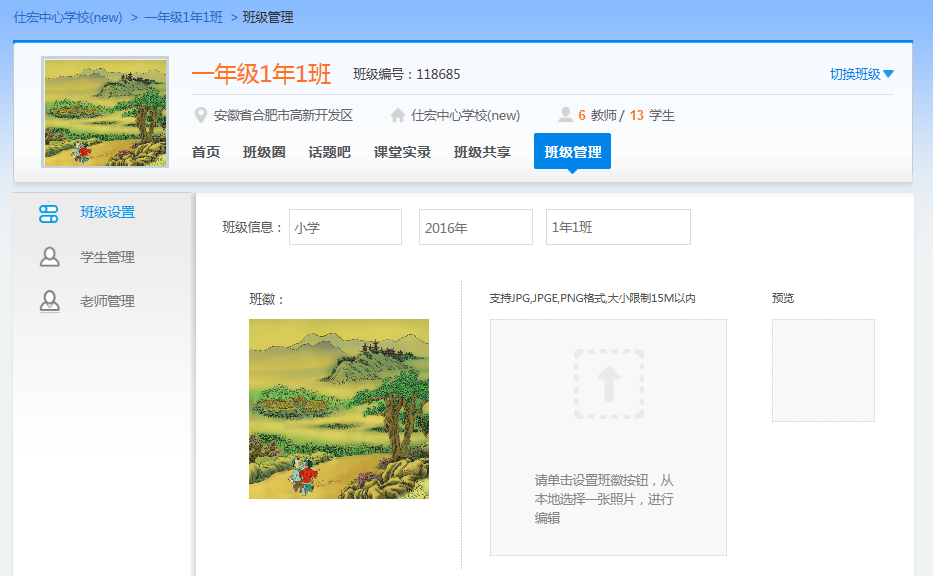 仕宏中心学校(new) > 一年级1年1班 > 班级管理
一年级1年1班 班级编号：118685 切换班级
安徽省合肥市高新开发区 仕宏中心学校(new) 6 教师 / 13 学生
首页 班级圈 话题吧 课堂实录 班级共享 班级管理
班级设置
学生管理
老师管理
班级信息： 小学 2016年 1年1班
班徽： 支持JPG,JPGE,PNG格式,大小限制15M以内 预览
请单击设置班徽按钮，从
本地选择一张照片，进行
编辑